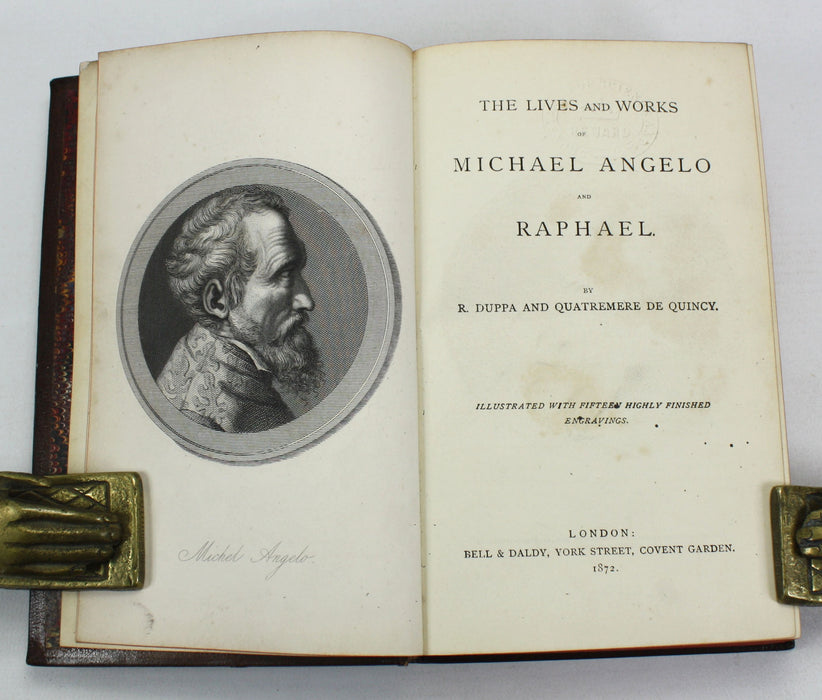 Michel Angelo.
THE LIVES AND WORKS
OF
MICHAEL ANGELO
AND
RAPHAEL.
BY
R. DUPPA AND QUATREMERE DE QUINCY.
ILLUSTRATED WITH FIFTEEN HIGHLY FINISHED
ENGRAVINGS.
LONDON:
BELL & DALDY, YORK STREET, COVENT GARDEN.
1872.